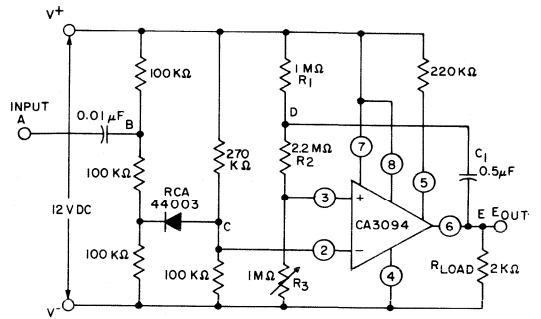 V+
100KΩ
1MΩ
R1
220KΩ
INPUT
A
0.01μF
B
D
100KΩ
270
KΩ
2.2MΩ
R2
7
8
C1
0.5μF
RCA
44003
3
+
5
12 V DC
C
CA3094
6
E EOUT
2
−
100KΩ
100KΩ
1MΩ
R3
4
RLOAD
2KΩ
V−